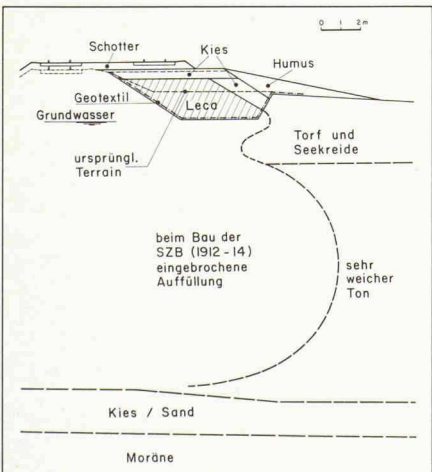 0 1 2m
Schotter
Kies
Humus
Geotextil
Leca
Grundwasser
ursprüngl.
Terrain
Torf und
Seekreide
beim Bau der
SZB (1912-14)
eingebrochene
Auffüllung
sehr
weicher
Ton
Kies / Sand
Moräne